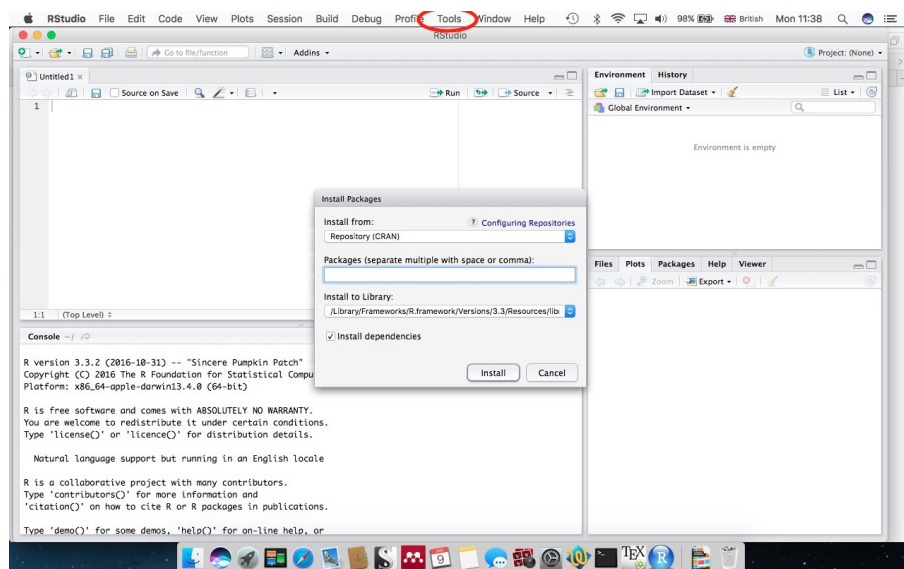 RStudio File Edit Code View Plots Session Build Debug Profile Tools Window Help 98% British Mon 11:38
RStudio
Go to file/function Addins Project: (None)
Untitled1
Source on Save Run Source
1
1:1 (Top Level)
Console ~/
R version 3.3.2 (2016-10-31) -- "Sincere Pumpkin Patch"
Copyright (C) 2016 The R Foundation for Statistical Compu
Platform: x86_64-apple-darwin13.4.0 (64-bit)
R is free software and comes with ABSOLUTELY NO WARRANTY.
You are welcome to redistribute it under certain conditions.
Type 'license()' or 'licence()' for distribution details.
Natural language support but running in an English locale
R is a collaborative project with many contributors.
Type 'contributors()' for more information and
'citation()' on how to cite R or R packages in publications.
Type 'demo()' for some demos, 'help()' for on-line help, or
Install Packages
Install from: ? Configuring Repositories
Repository (CRAN)
Packages (separate multiple with space or comma):
Install to Library:
/Library/Frameworks/R.framework/Versions/3.3/Resources/lib
Install dependencies
Install Cancel
Environment History
Import Dataset List
Global Environment
Environment is empty
Files Plots Packages Help Viewer
Zoom Export
9
TEX R